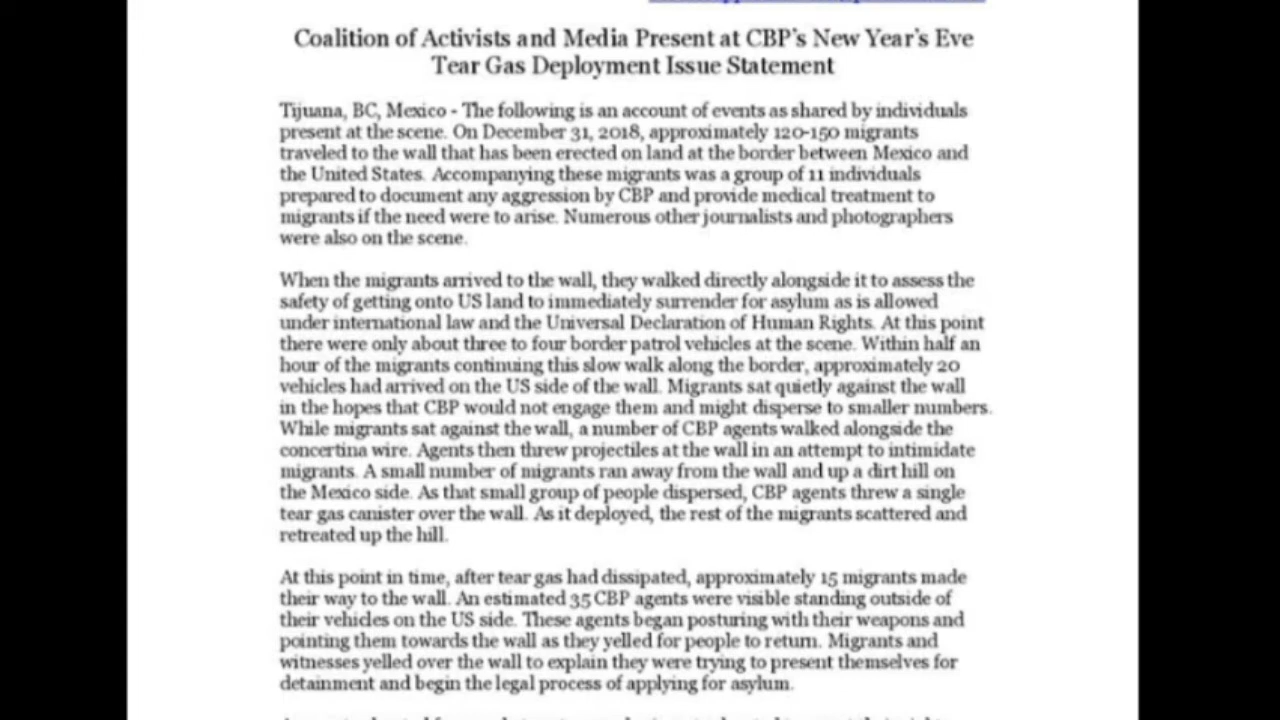 Coalition of Activists and Media Present at CBP's New Year's Eve
Tear Gas Deployment Issue Statement
Tijuana, BC, Mexico - The following is an account of events as shared by individuals
present at the scene. On December 31, 2018, approximately 120-150 migrants
traveled to the wall that has been erected on land at the border between Mexico and
the United States. Accompanying these migrants was a group of 11 individuals
prepared to document any aggression by CBP and provide medical treatment to
migrants if the need were to arise. Numerous other journalists and photographers
were also on the scene.
When the migrants arrived to the wall, they walked directly alongside it to assess the
safety of getting onto US land to immediately surrender for asylum as is allowed
under international law and the Universal Declaration of Human Rights. At this point
there were only about three to four border patrol vehicles at the scene. Within half an
hour of the migrants continuing this slow walk along the border, approximately 20
vehicles had arrived on the US side of the wall. Migrants sat quietly against the wall
in the hopes that CBP would not engage them and might disperse to smaller numbers.
While migrants sat against the wall, a number of CBP agents walked alongside the
concertina wire. Agents then threw projectiles at the wall in an attempt to intimidate
migrants. A small number of migrants ran away from the wall and up a dirt hill on
the Mexico side. As that small group of people dispersed, CBP agents threw a single
tear gas canister over the wall. As it deployed, the rest of the migrants scattered and
retreated up the hill.
At this point in time, after tear gas had dissipated, approximately 15 migrants made
their way to the wall. An estimated 35 CBP agents were visible standing outside of
their vehicles on the US side. These agents began posturing with their weapons and
pointing them towards the wall as they yelled for people to return. Migrants and
witnesses yelled over the wall to explain they were trying to present themselves for
detainment and begin the legal process of applying for asylum.